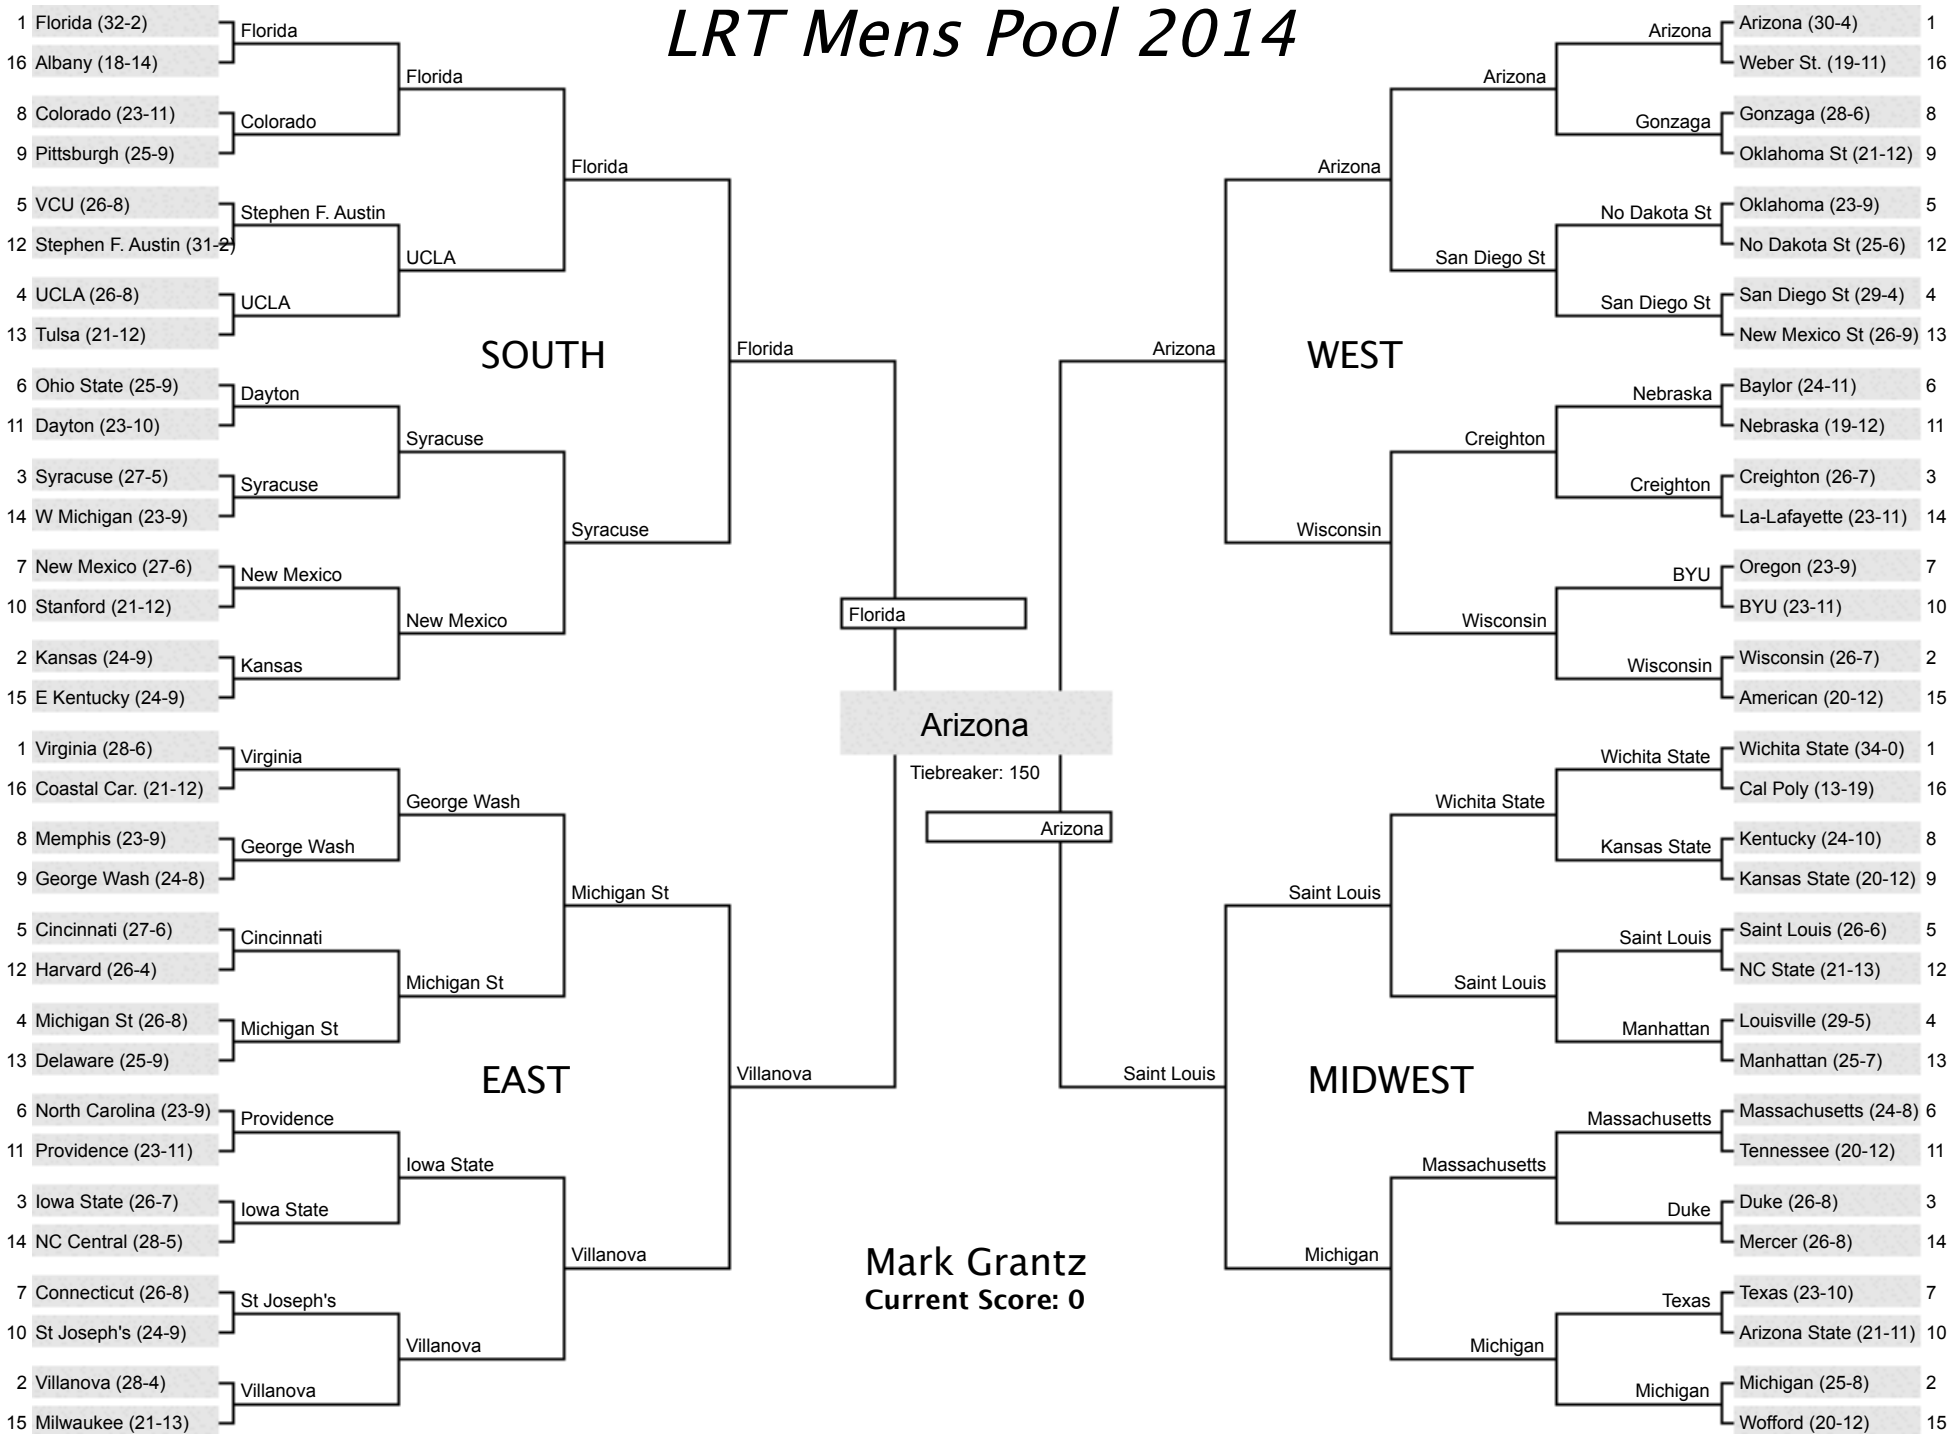 LRT Mens Pool 2014
1 Florida (32-2)
16 Albany (18-14)
8 Colorado (23-11)
9 Pittsburgh (25-9)
5 VCU (26-8)
12 Stephen F. Austin (31-2)
4 UCLA (26-8)
13 Tulsa (21-12)
6 Ohio State (25-9)
11 Dayton (23-10)
3 Syracuse (27-5)
14 W Michigan (23-9)
7 New Mexico (27-6)
10 Stanford (21-12)
2 Kansas (24-9)
15 E Kentucky (24-9)
Florida
Colorado
Stephen F. Austin
UCLA
Dayton
Syracuse
New Mexico
Kansas
Florida
UCLA
Syracuse
New Mexico
Florida
Syracuse
SOUTH
Florida
1 Virginia (28-6)
16 Coastal Car. (21-12)
8 Memphis (23-9)
9 George Wash (24-8)
5 Cincinnati (27-6)
12 Harvard (26-4)
4 Michigan St (26-8)
13 Delaware (25-9)
6 North Carolina (23-9)
11 Providence (23-11)
3 Iowa State (26-7)
14 NC Central (28-5)
7 Connecticut (26-8)
10 St Joseph's (24-9)
2 Villanova (28-4)
15 Milwaukee (21-13)
Virginia
George Wash
Cincinnati
Michigan St
Providence
Iowa State
St Joseph's
Villanova
George Wash
Michigan St
Iowa State
Villanova
Michigan St
Villanova
EAST
Villanova
Florida
Arizona
Tiebreaker: 150
Arizona
Mark Grantz
Current Score: 0
Arizona (30-4) 1
Weber St. (19-11) 16
Gonzaga (28-6) 8
Oklahoma St (21-12) 9
Oklahoma (23-9) 5
No Dakota St (25-6) 12
San Diego St (29-4) 4
New Mexico St (26-9) 13
Baylor (24-11) 6
Nebraska (19-12) 11
Creighton (26-7) 3
La-Lafayette (23-11) 14
Oregon (23-9) 7
BYU (23-11) 10
Wisconsin (26-7) 2
American (20-12) 15
Arizona
Gonzaga
No Dakota St
San Diego St
Nebraska
Creighton
BYU
Wisconsin
Arizona
San Diego St
Creighton
Wisconsin
Arizona
Wisconsin
WEST
Arizona
Wichita State (34-0) 1
Cal Poly (13-19) 16
Kentucky (24-10) 8
Kansas State (20-12) 9
Saint Louis (26-6) 5
NC State (21-13) 12
Louisville (29-5) 4
Manhattan (25-7) 13
Massachusetts (24-8) 6
Tennessee (20-12) 11
Duke (26-8) 3
Mercer (26-8) 14
Texas (23-10) 7
Arizona State (21-11) 10
Michigan (25-8) 2
Wofford (20-12) 15
Wichita State
Kansas State
Saint Louis
Manhattan
Massachusetts
Duke
Texas
Michigan
Wichita State
Saint Louis
Massachusetts
Michigan
Saint Louis
Michigan
MIDWEST
Saint Louis